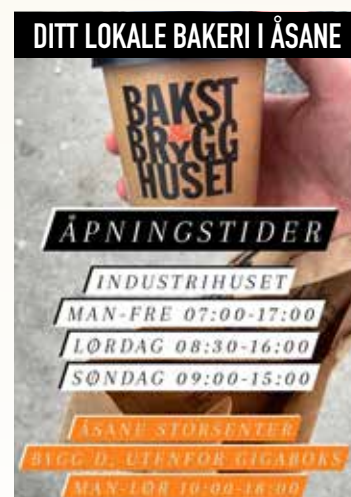 DITT LOKALE BAKERI I ÅSANE
BAKST
BRYGG
HUSET
ÅPNINGSTIDER
INDUSTRIHUSET
MAN-FRE 07:00-17:00
LØRDAG 08:30-16:00
SØNDAG 09:00-15:00
ÅSANE STORSENTER
BYGG D, UTENFOR GIGABOKS
MAN-LØR 10:00-18:00